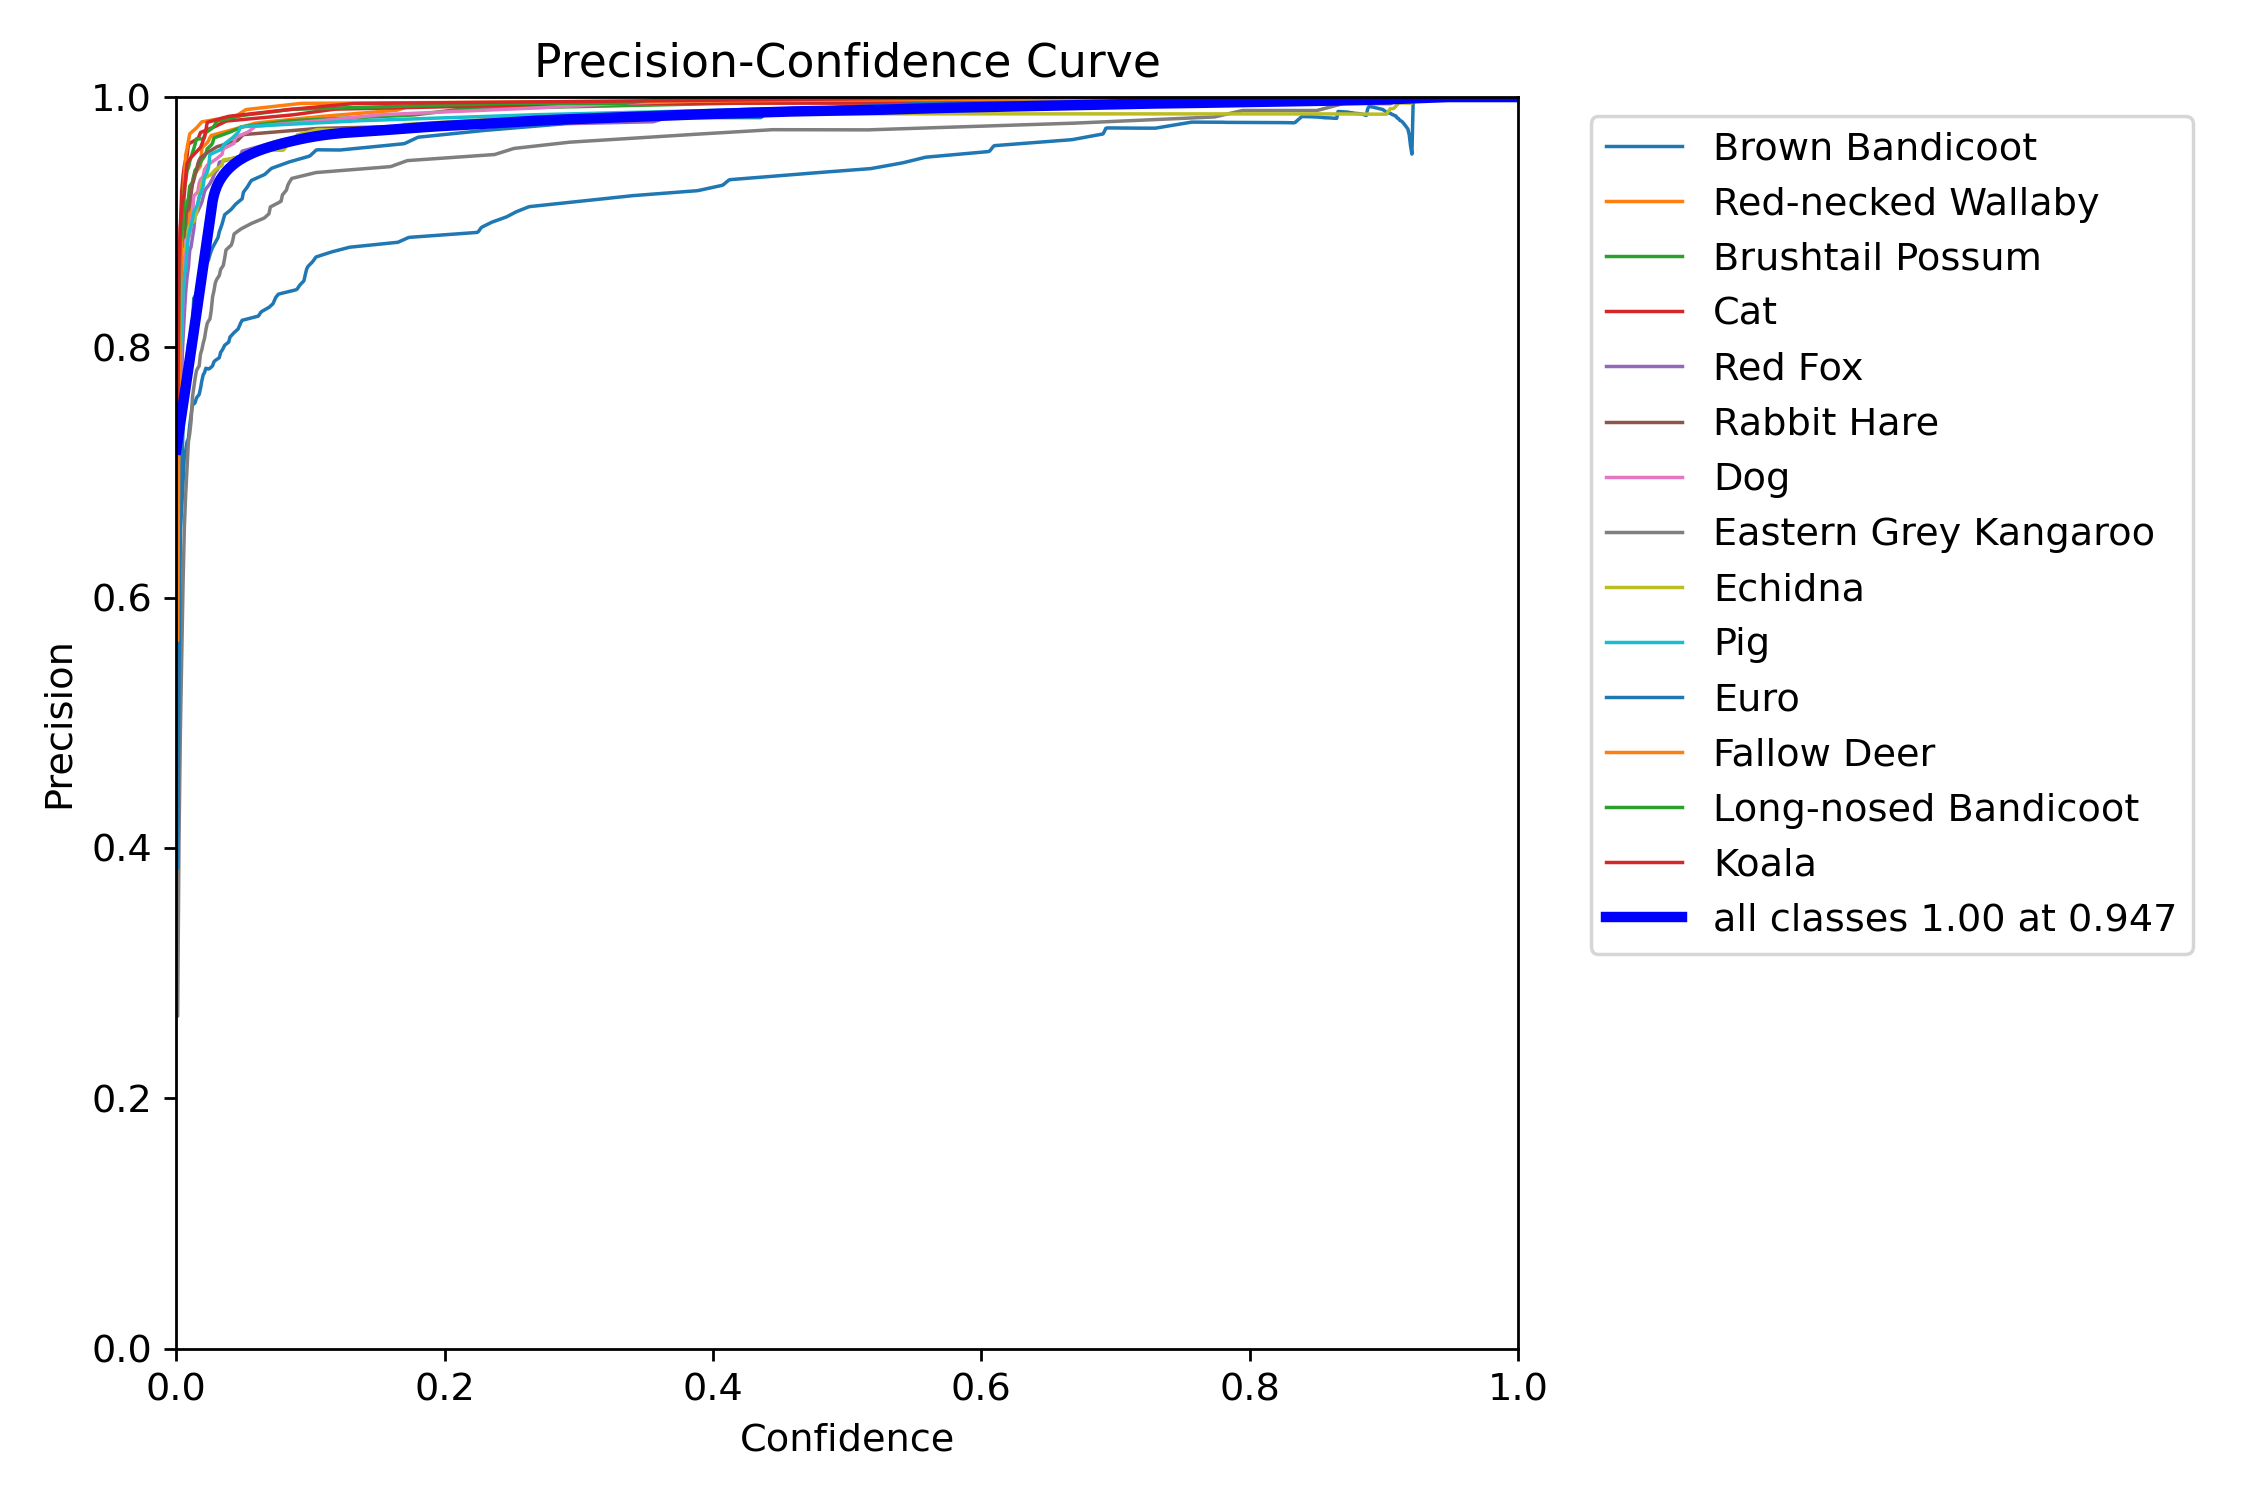 Precision-Confidence Curve
1.0
0.8
0.6
0.4
0.2
0.0
Precision
0.0 0.2 0.4 0.6 0.8 1.0
Confidence
Brown Bandicoot
Red-necked Wallaby
Brushtail Possum
Cat
Red Fox
Rabbit Hare
Dog
Eastern Grey Kangaroo
Echidna
Pig
Euro
Fallow Deer
Long-nosed Bandicoot
Koala
all classes 1.00 at 0.947